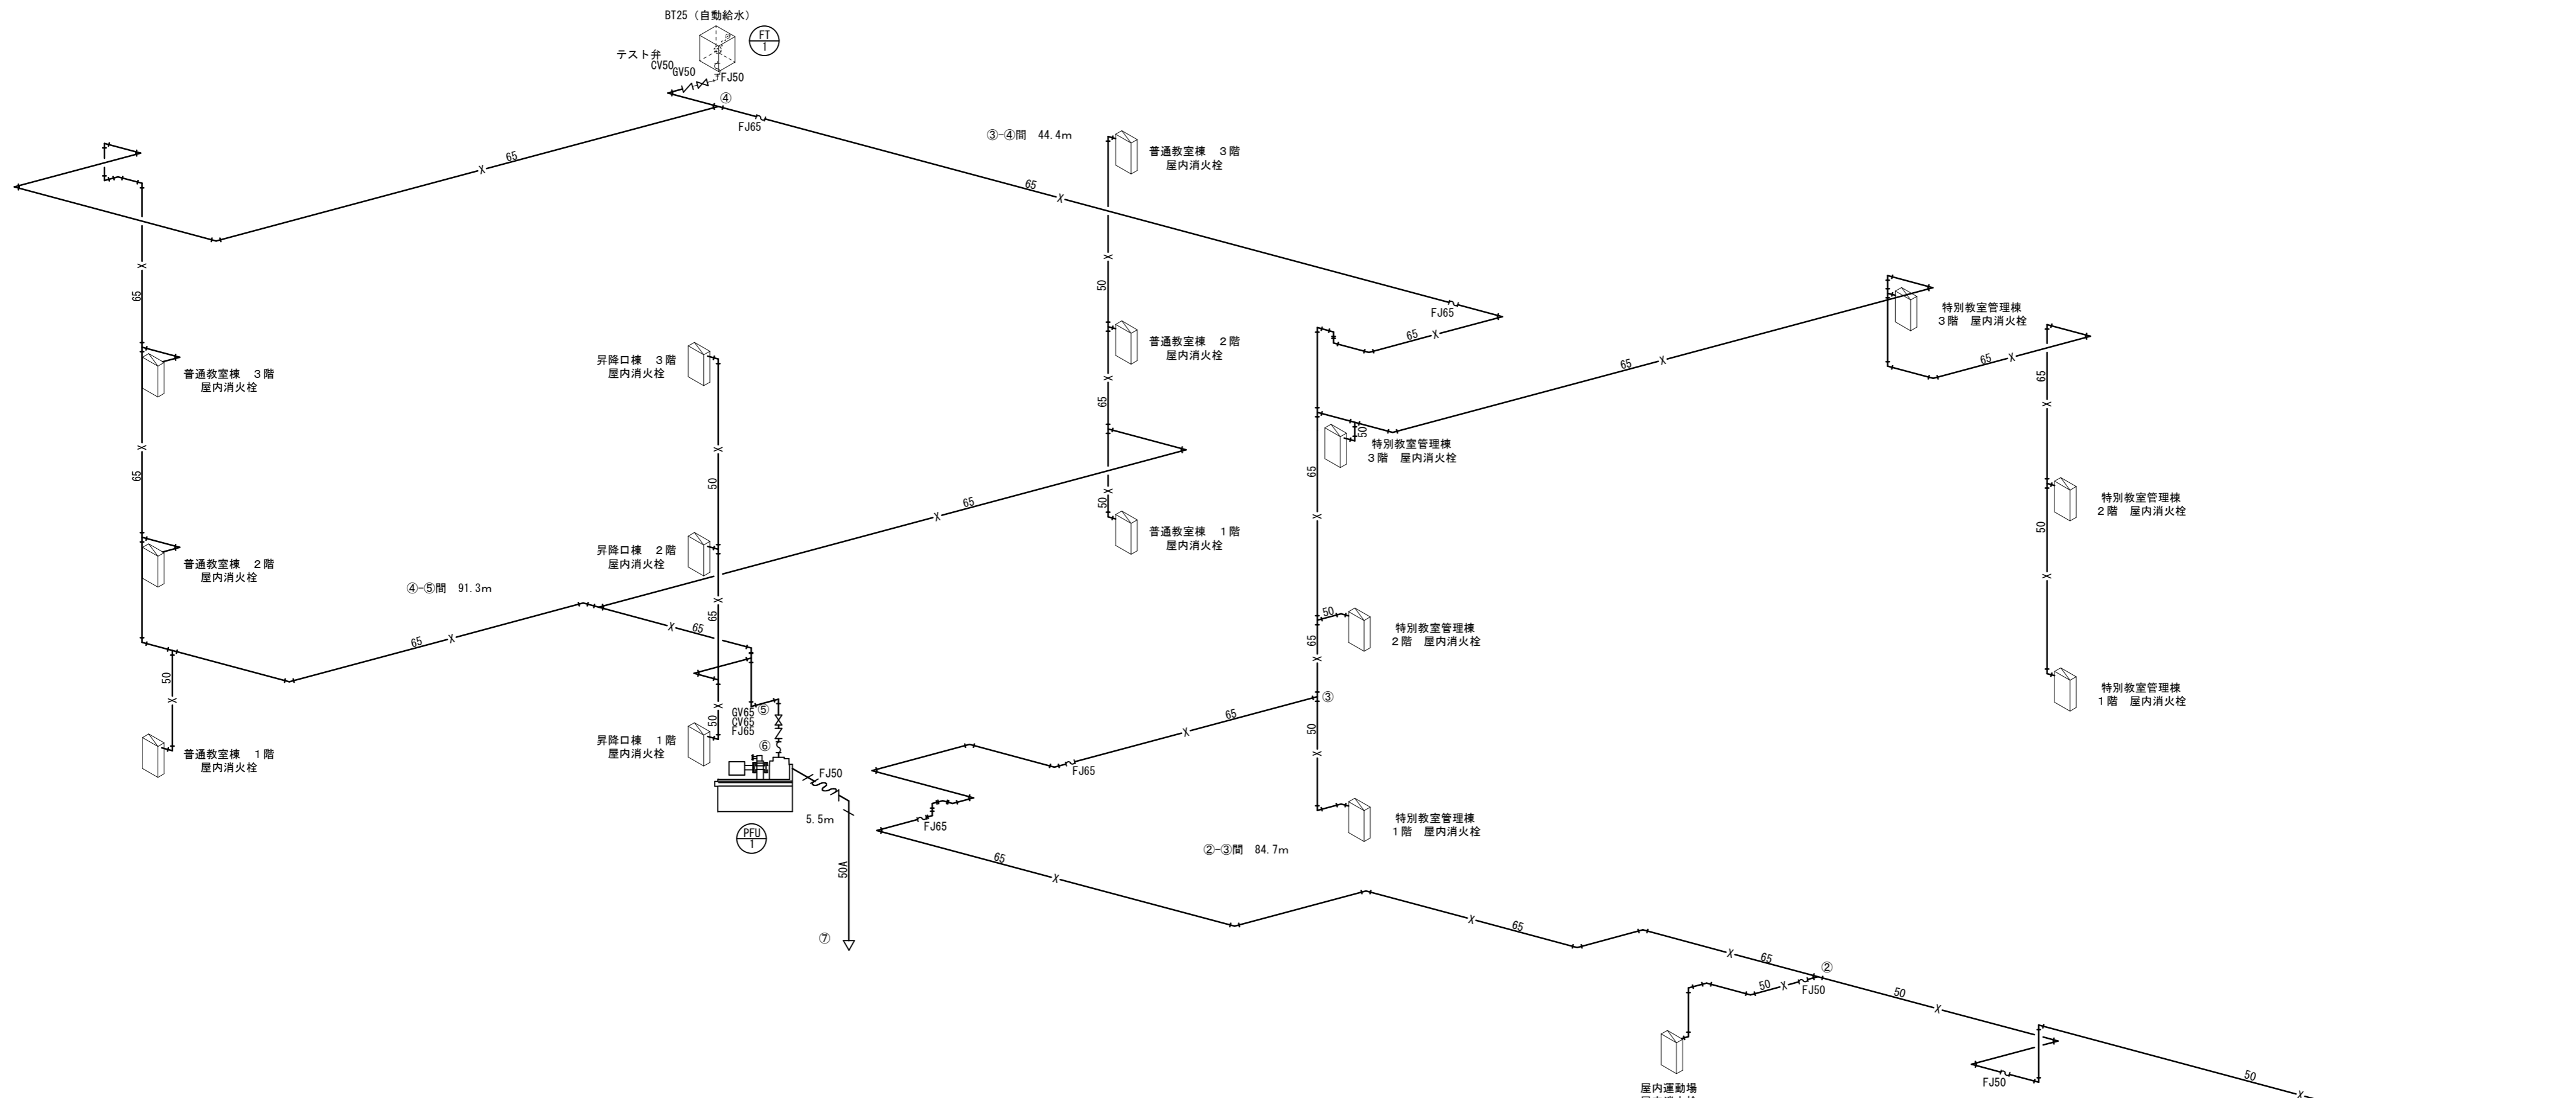 BT25（自動給水）
FT
1
テスト弁
CV50
GV50
FJ50
④
FJ65
③-④間　44.4m
65
65
普通教室棟　３階
屋内消火栓
50
65
特別教室管理棟
３階　屋内消火栓
FJ65
65
65
65
普通教室棟　２階
屋内消火栓
昇降口棟　３階
屋内消火栓
普通教室棟　３階
屋内消火栓
65
65
50
特別教室管理棟
３階　屋内消火栓
65
65
50
65
50
特別教室管理棟
２階　屋内消火栓
50
普通教室棟　１階
屋内消火栓
昇降口棟　２階
屋内消火栓
普通教室棟　２階
屋内消火栓
④-⑤間　91.3m
65
65
65
50
65
50
特別教室管理棟
２階　屋内消火栓
65
特別教室管理棟
１階　屋内消火栓
③
65
50
GV65
CV65
FJ65
⑤
50
⑥
昇降口棟　１階
屋内消火栓
普通教室棟　１階
屋内消火栓
FJ50
FJ65
5.5m
PFU
1
FJ65
特別教室管理棟
１階　屋内消火栓
②-③間　84.7m
65
50A
⑦
65
65
②
50
FJ50
50
屋内運動場
FJ50
50